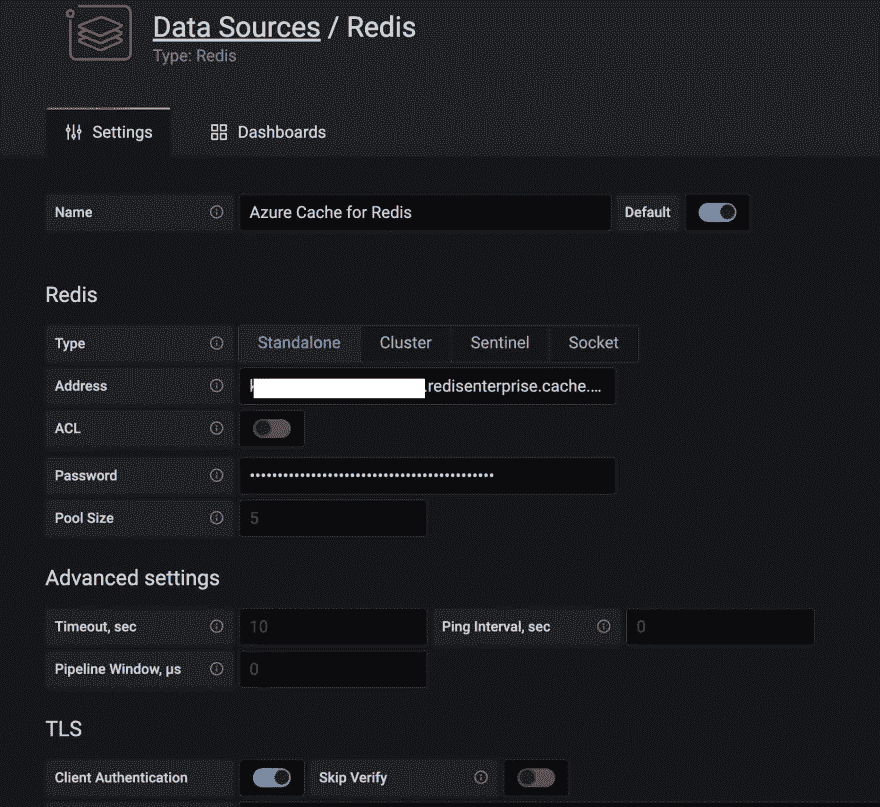 Data Sources / Redis
Type: Redis
Settings Dashboards
Name Azure Cache for Redis Default
Redis
Type Standalone Cluster Sentinel Socket
Address .redisenterprise.cache....
ACL
Password ••••••••••••••••••••••••••••••••••••••••••
Pool Size 5
Advanced settings
Timeout, sec 10 Ping Interval, sec 0
Pipeline Window, μs 0
TLS
Client Authentication Skip Verify